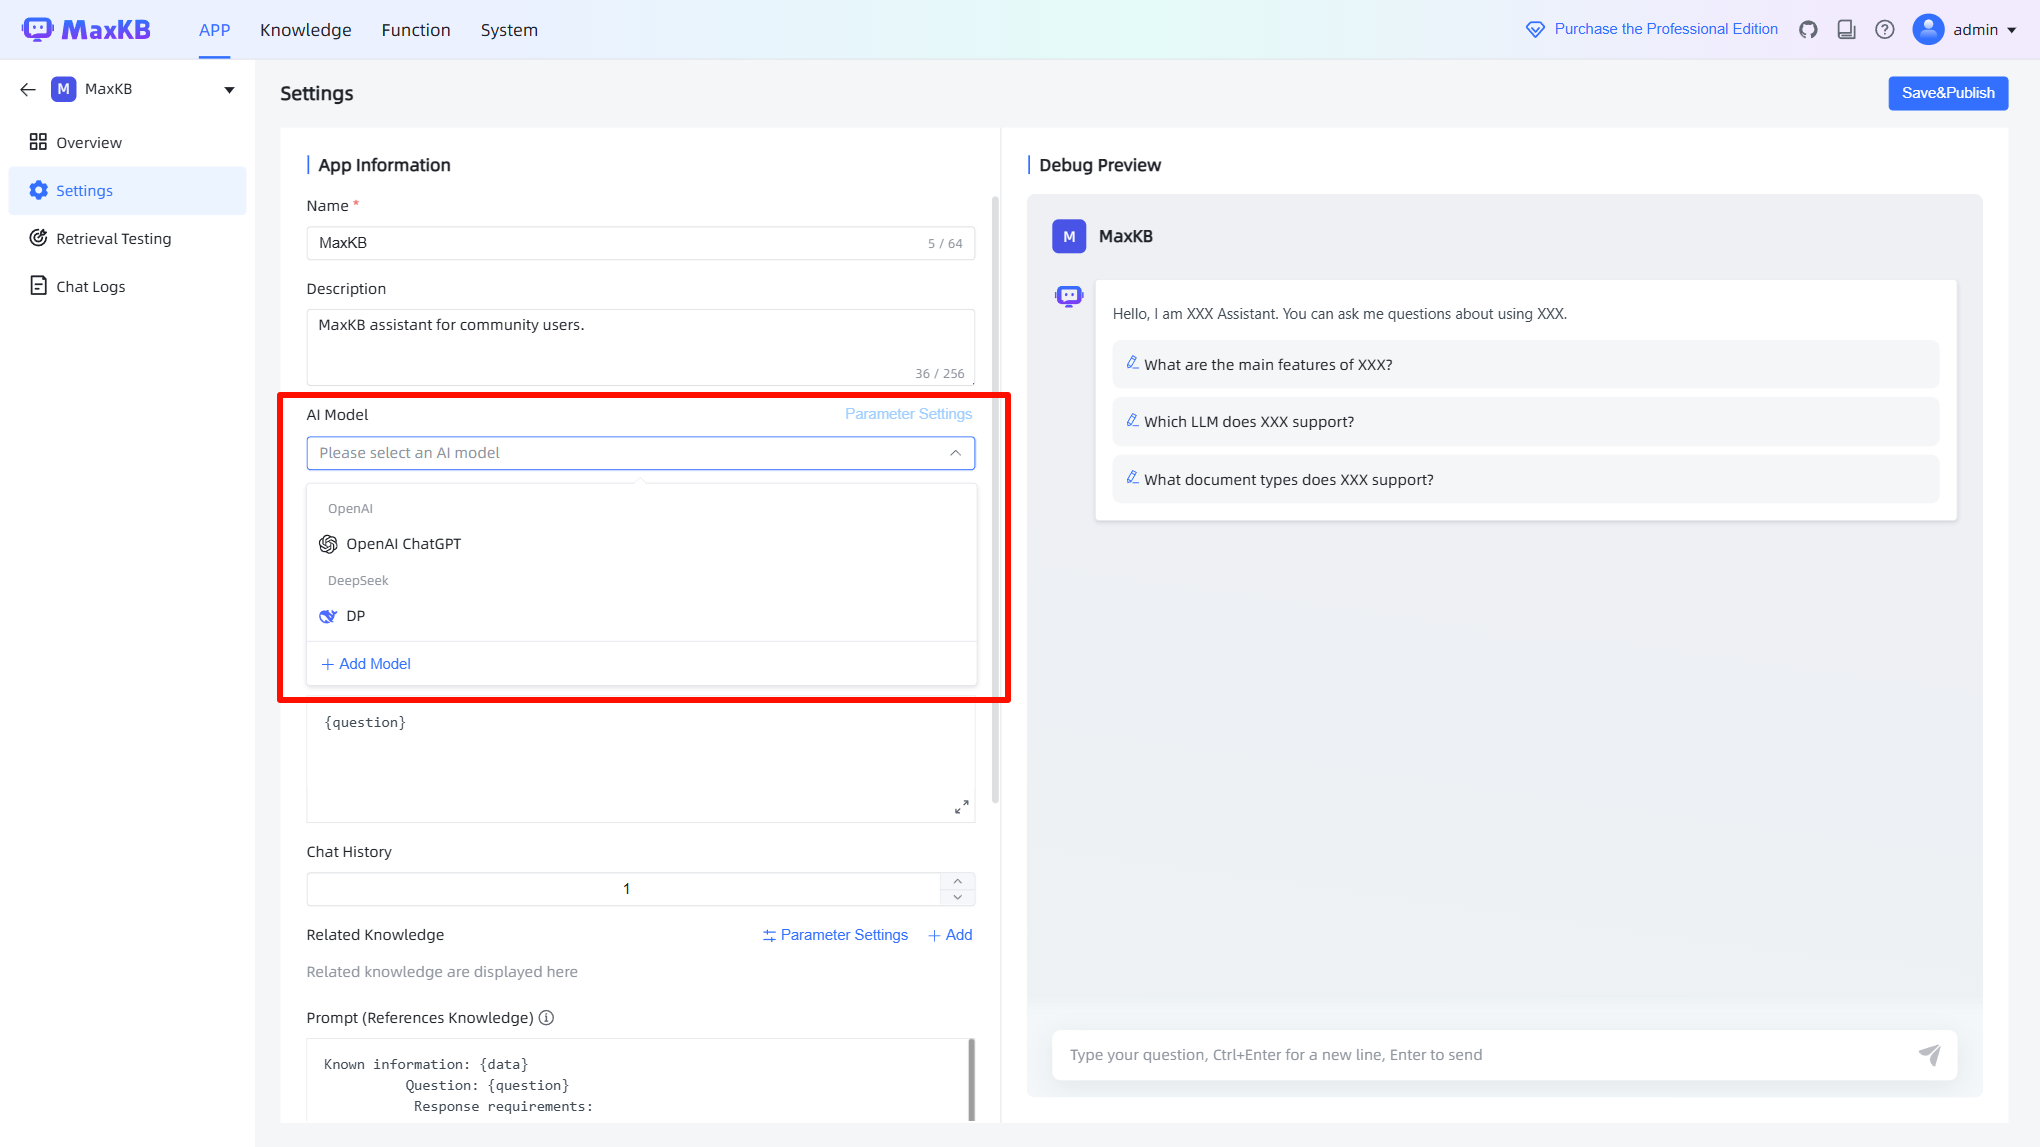 MaxKB
APP
Knowledge
Function
System
Purchase the Professional Edition
admin
M
MaxKB
Overview
Settings
Retrieval Testing
Chat Logs
Settings
Save&Publish
App Information
Name *
MaxKB
5 / 64
Description
MaxKB assistant for community users.
36 / 256
AI Model
Parameter Settings
Please select an AI model
OpenAI
OpenAI ChatGPT
DeepSeek
DP
+ Add Model
{question}
Chat History
1
Related Knowledge
Parameter Settings
+ Add
Related knowledge are displayed here
Prompt (References Knowledge)
Known information: {data}
Question: {question}
Response requirements:
Debug Preview
M
MaxKB
Hello, I am XXX Assistant. You can ask me questions about using XXX.
What are the main features of XXX?
Which LLM does XXX support?
What document types does XXX support?
Type your question, Ctrl+Enter for a new line, Enter to send